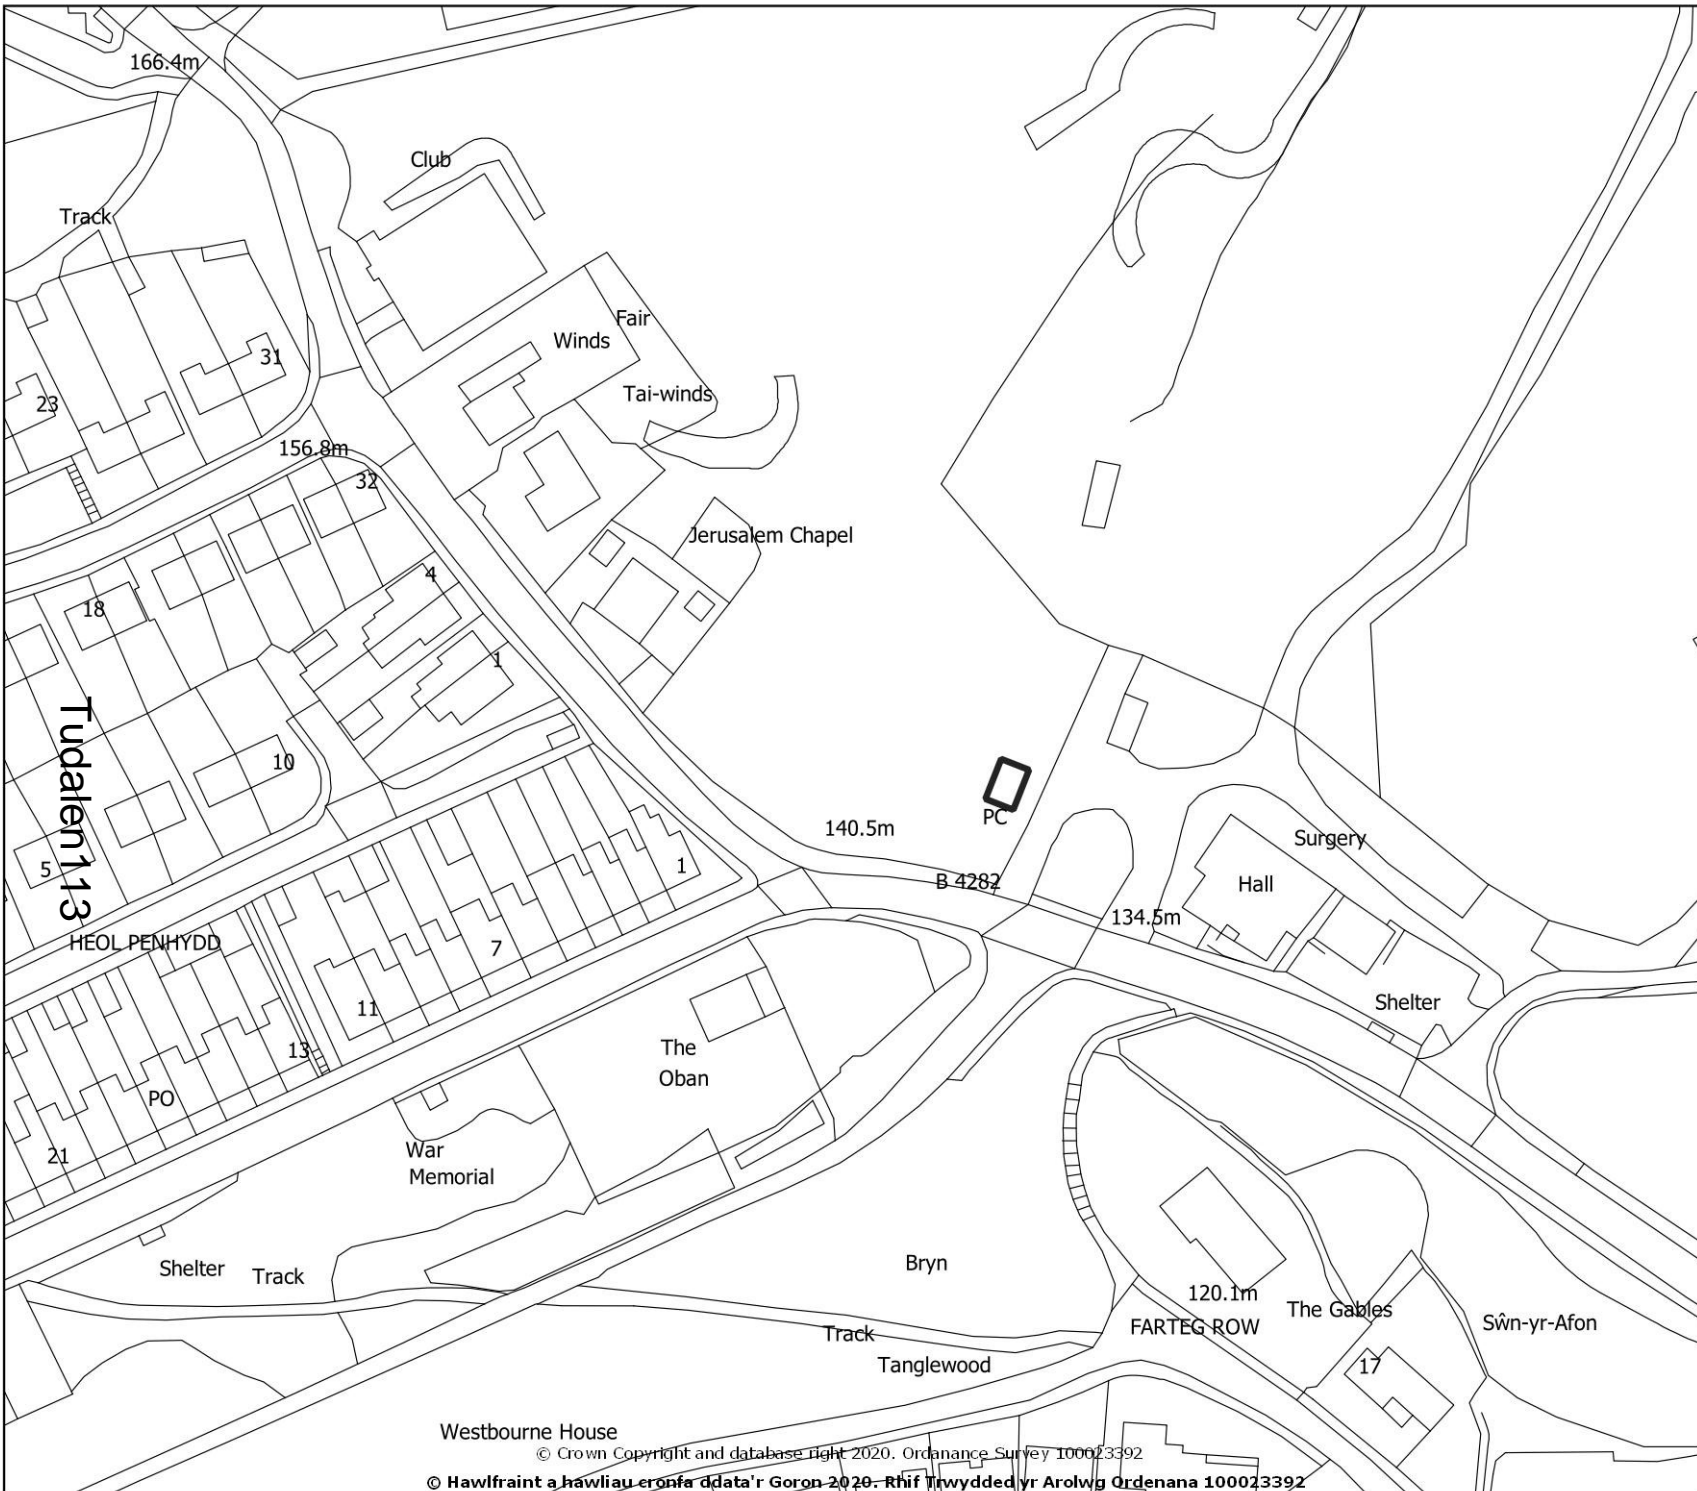 166.4m
Club
Track
Fair
Winds
31
Tai-winds
23
156.8m
32
Jerusalem Chapel
4
18
1
Tudalen113
10
PC
140.5m
Surgery
5
1
B 4282
Hall
134.5m
HEOL PENHYDD
7
11
Shelter
13
The
Oban
PO
21
War
Memorial
Shelter
Track
Bryn
120.1m
The Gables
Sŵn-yr-Afon
FARTEG ROW
Track
Tanglewood
17
Westbourne House
© Crown Copyright and database right 2020. Ordanance Survey 100023392
© Hawlfraint a hawliau cronfa ddata'r Goron 2020. Rhif Trwydded yr Arolwg Ordenana 100023392